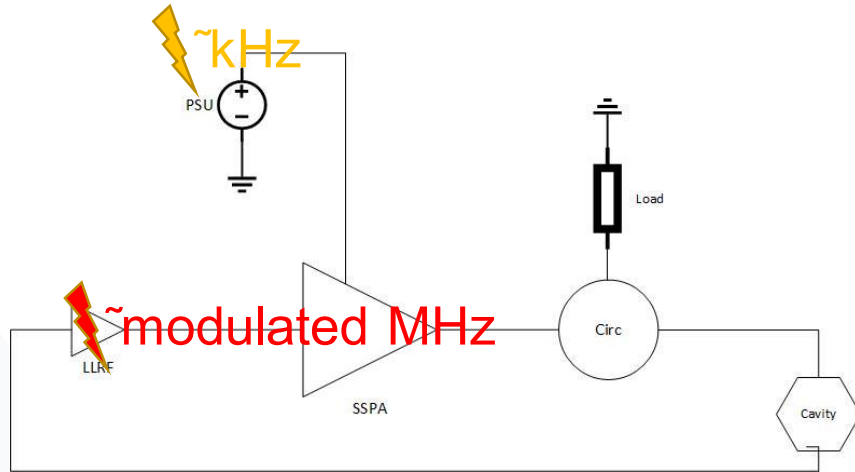 ~kHz
PSU
Load
~modulated MHz
Circ
LLRF
SSPA
Cavity